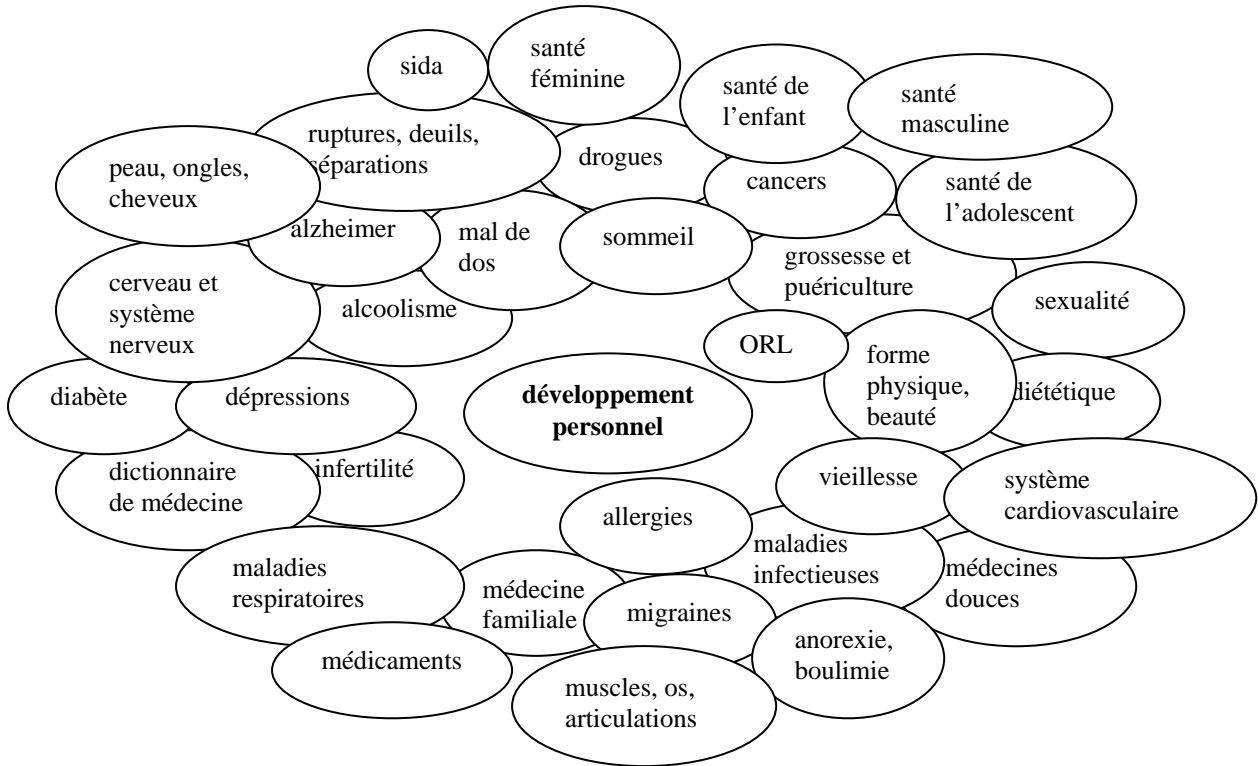 sida
santé
féminine
santé de
l'enfant
santé
masculine
ruptures, deuils,
séparations
drogues
cancers
santé de
l'adolescent
peau, ongles,
cheveux
alzheimer
mal de
dos
sommeil
grossesse et
puériculture
cerveau et
système
nerveux
alcoolisme
sexualité
ORL
forme
physique,
beauté
diabète
dépressions
développement
personnel
diététique
dictionnaire
de médecine
infertilité
vieillesse
système
cardiovasculaire
allergies
maladies
infectieuses
médecines
douces
maladies
respiratoires
médecine
familiale
migraines
anorexie,
boulimie
médicaments
muscles, os,
articulations